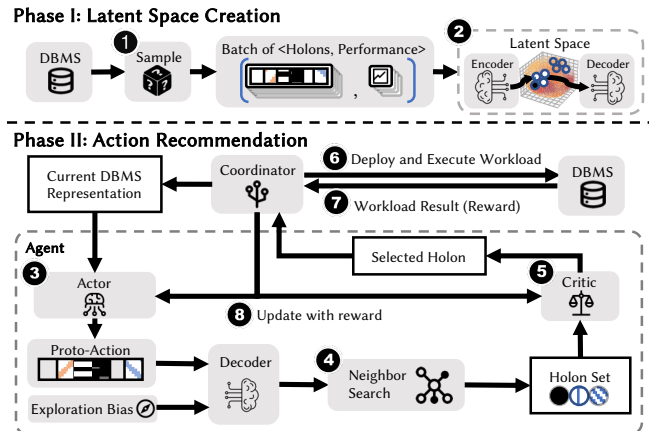 Phase I: Latent Space Creation
DBMS
1
Sample
Batch of <Holons, Performance>
,
2
Latent Space
Encoder
Decoder
Phase II: Action Recommendation
Current DBMS
Representation
Coordinator
6 Deploy and Execute Workload
7 Workload Result (Reward)
DBMS
Agent
3
Actor
Selected Holon
5
Critic
8 Update with reward
Proto-Action
Exploration Bias
Decoder
4
Neighbor
Search
Holon Set